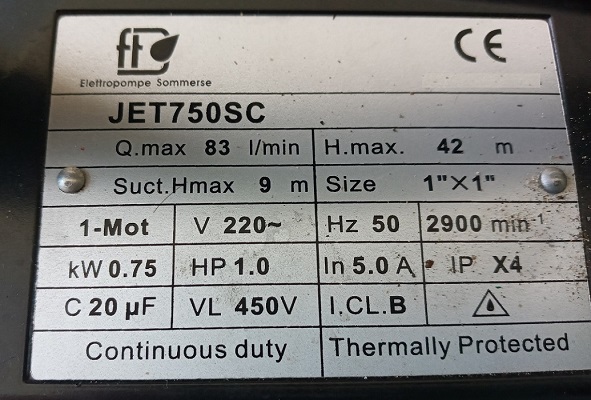 ft
Elettropompe Sommerse
CE
JET750SC
Q.max 83 l/min H.max. 42 m
Suct.Hmax 9 m Size 1"×1"
1-Mot V 220~ Hz 50 2900 min⁻¹
kW 0.75 HP 1.0 In 5.0 A IP X4
C 20 µF VL 450V I.CL.B
Continuous duty Thermally Protected